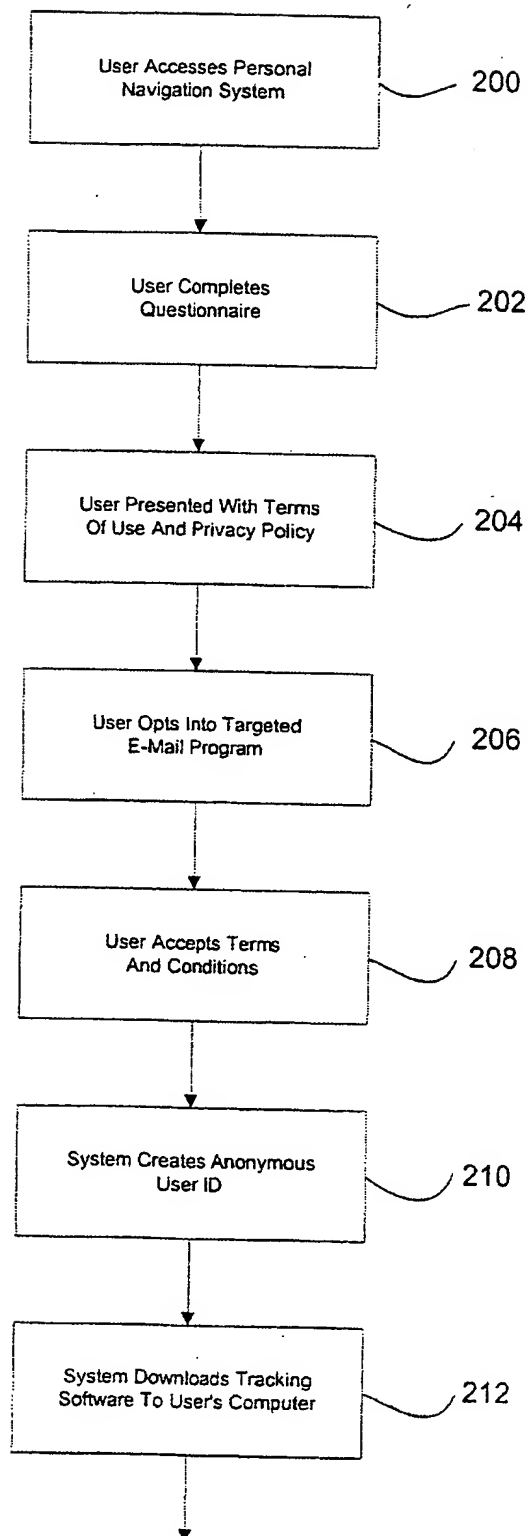 User Accesses Personal
Navigation System
200
User Completes
Questionnaire
202
User Presented With Terms
Of Use And Privacy Policy
204
User Opts Into Targeted
E-Mail Program
206
User Accepts Terms
And Conditions
208
System Creates Anonymous
User ID
210
System Downloads Tracking
Software To User's Computer
212